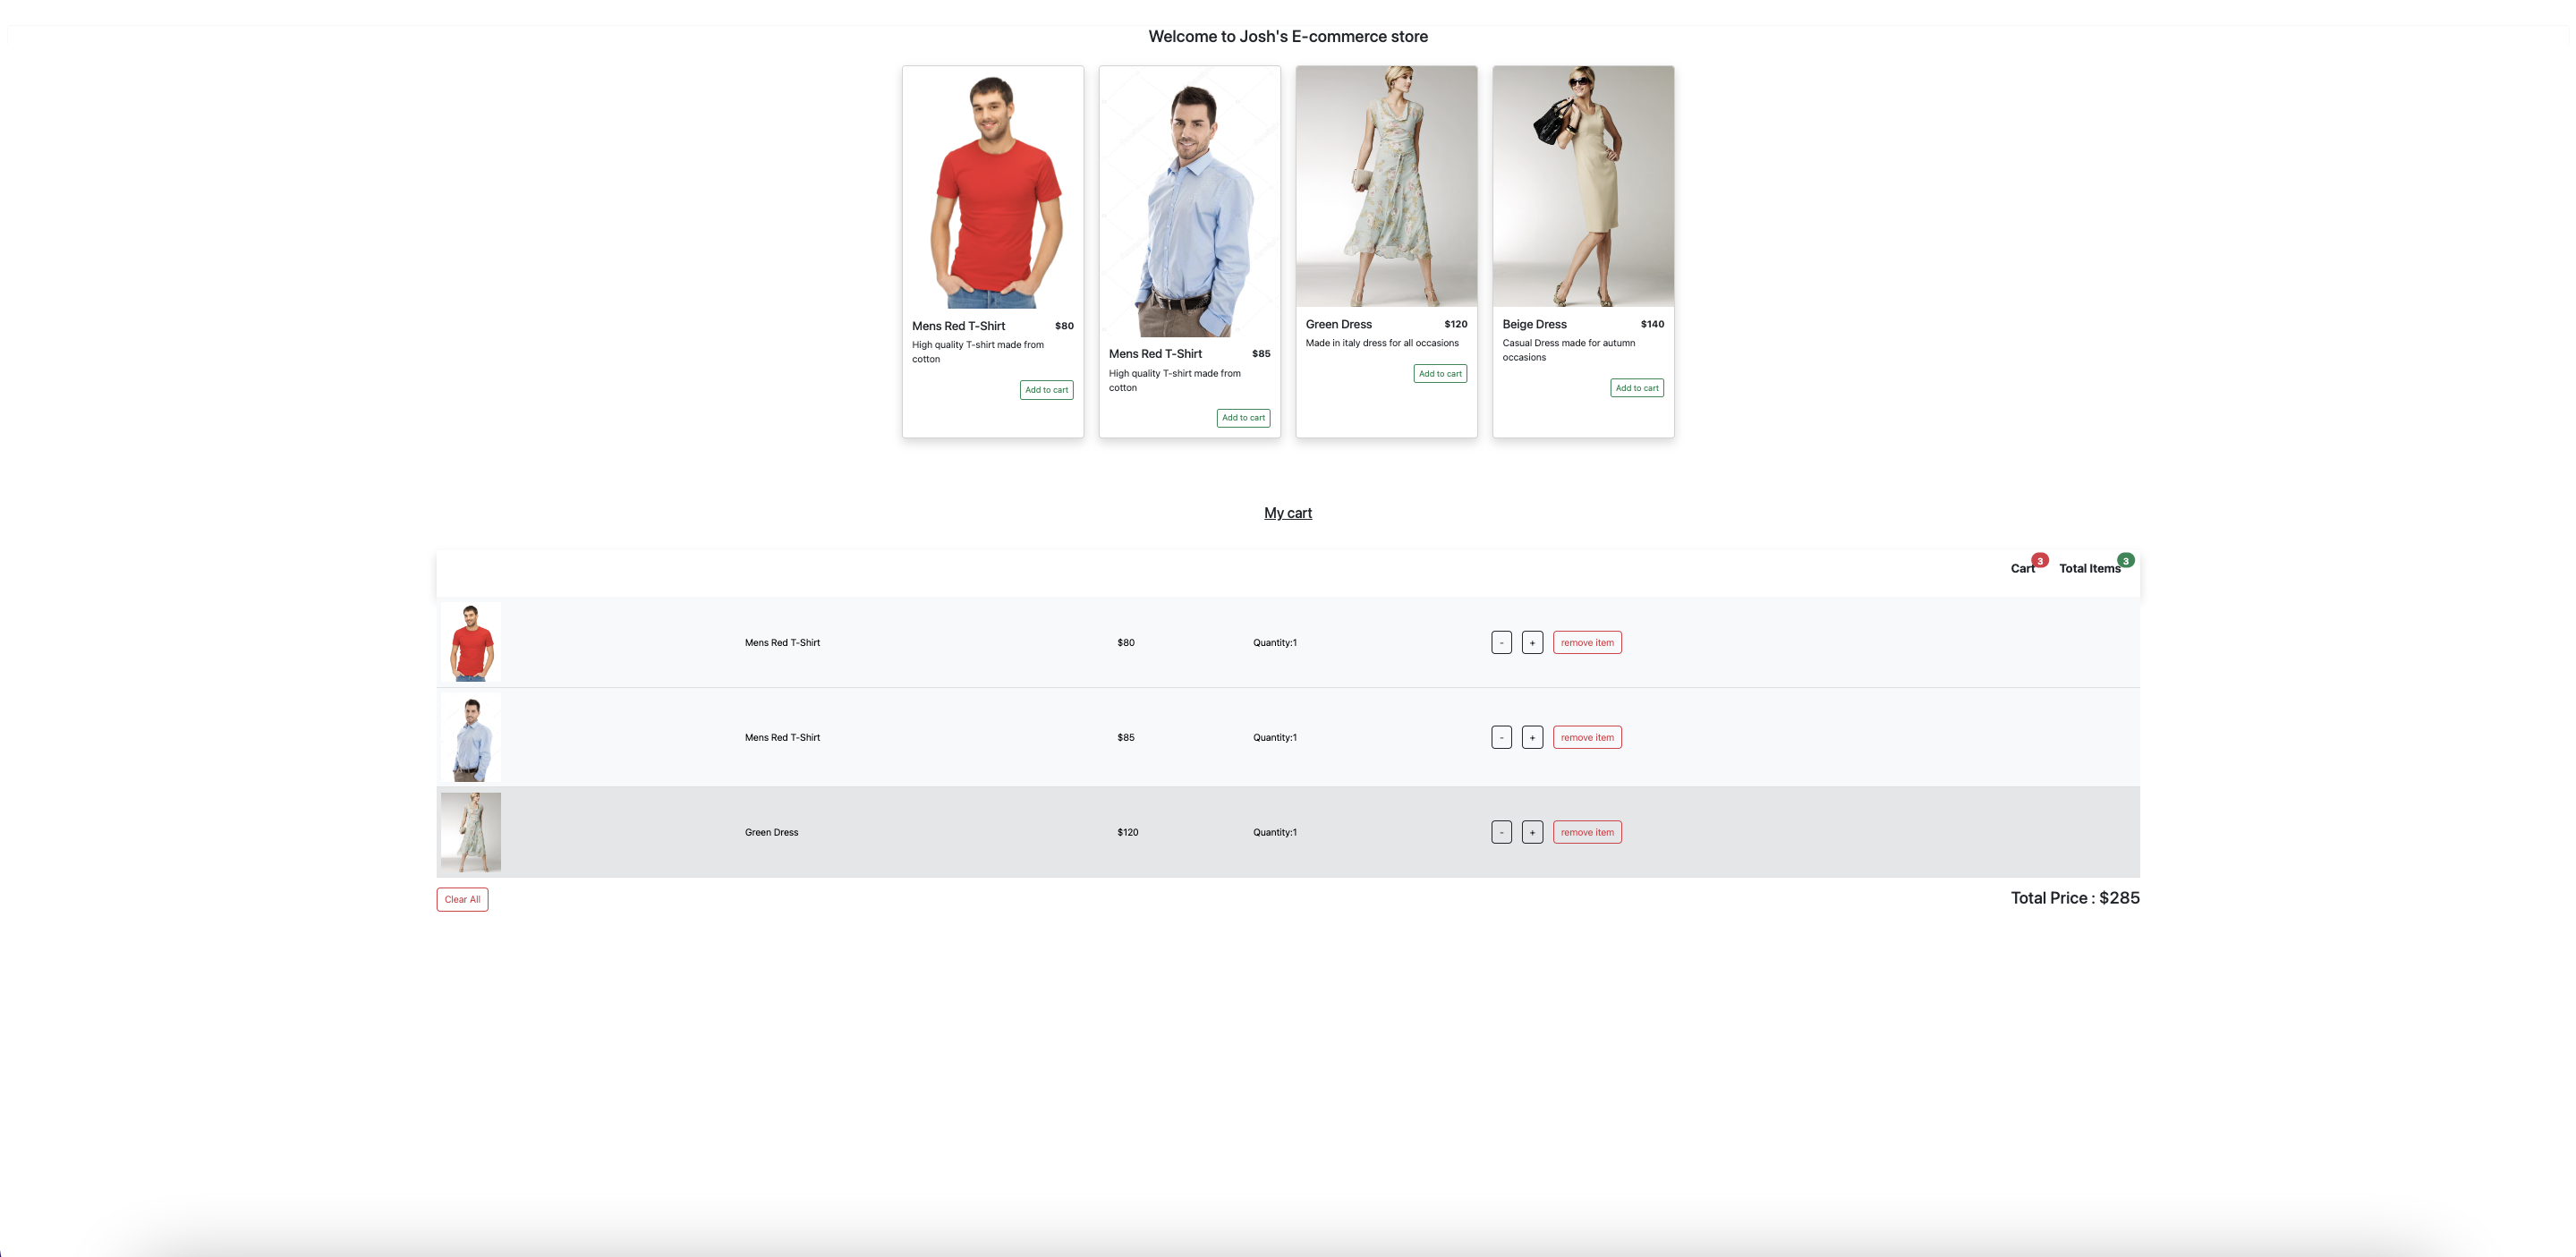 Welcome to Josh's E-commerce store
Mens Red T-Shirt $80
High quality T-shirt made from
cotton
Add to cart
Mens Red T-Shirt $85
High quality T-shirt made from
cotton
Add to cart
Green Dress $120
Made in italy dress for all occasions
Add to cart
Beige Dress $140
Casual Dress made for autumn
occasions
Add to cart
My cart
Cart 3 Total Items 3
Mens Red T-Shirt $80 Quantity:1 - + remove item
Mens Red T-Shirt $85 Quantity:1 - + remove item
Green Dress $120 Quantity:1 - + remove item
Clear All Total Price : $285